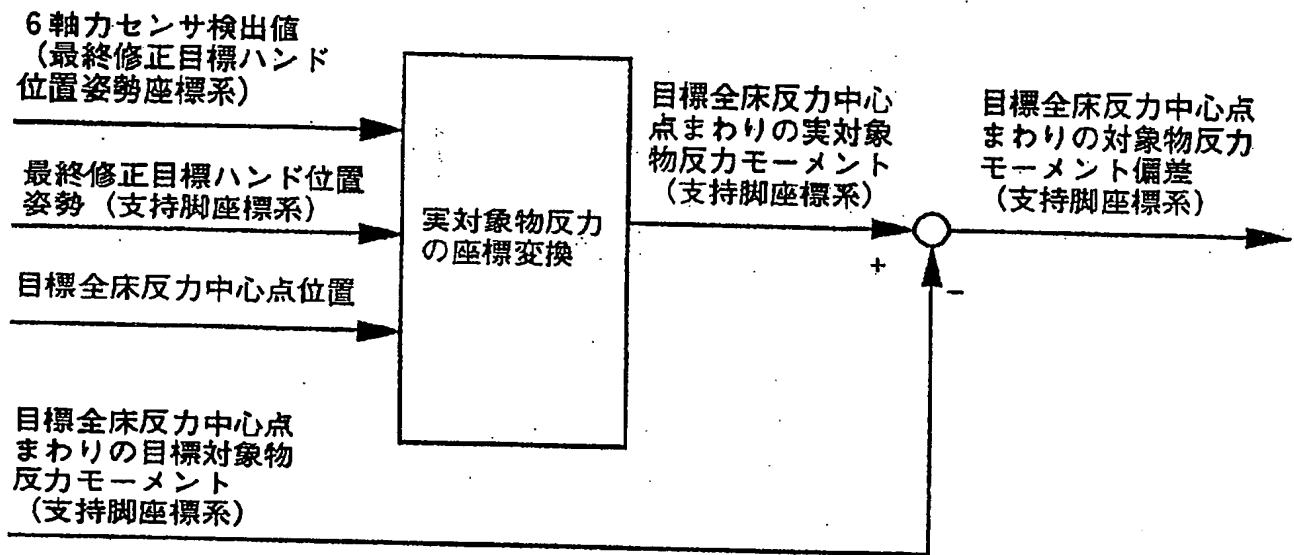 6軸力センサ検出値
(最終修正目標ハンド
位置姿勢座標系)
最終修正目標ハンド位置
姿勢(支持脚座標系)
目標全床反力中心点位置
目標全床反力中心点
まわりの目標対象物
反力モーメント
(支持脚座標系)
実対象物反力
の座標変換
目標全床反力中心
点まわりの実対象
物反力モーメント
(支持脚座標系)
+
-
目標全床反力中心点
まわりの対象物反力
モーメント偏差
(支持脚座標系)